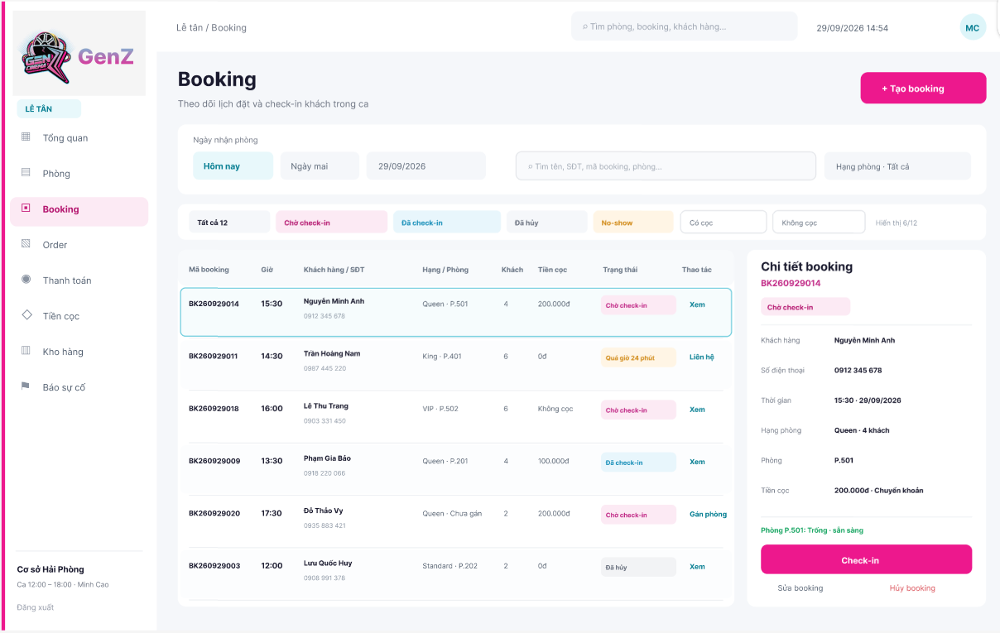 GEN Z
CINEMA
GenZ
Lễ tân / Booking
Tìm phòng, booking, khách hàng...
29/09/2026 14:54
MC
LỄ TÂN
Tổng quan
Phòng
Booking
Order
Thanh toán
Tiền cọc
Kho hàng
Báo sự cố
Cơ sở Hải Phòng
Ca 12:00 – 18:00 · Minh Cao
Đăng xuất
Booking
Theo dõi lịch đặt và check-in khách trong ca
+ Tạo booking
Ngày nhận phòng
Hôm nay
Ngày mai
29/09/2026
Tìm tên, SĐT, mã booking, phòng...
Hạng phòng · Tất cả
Tất cả 12
Chờ check-in
Đã check-in
Đã hủy
No-show
Có cọc
Không cọc
Hiển thị 6/12
Mã booking Giờ Khách hàng / SĐT Hạng / Phòng Khách Tiền cọc Trạng thái Thao tác
BK260929014 15:30 Nguyễn Minh Anh Queen · P.501 4 200.000đ Chờ check-in Xem
0912 345 678
BK260929011 14:30 Trần Hoàng Nam King · P.401 6 0đ Quá giờ 24 phút Liên hệ
0987 445 220
BK260929018 16:00 Lê Thu Trang VIP · P.502 6 Không cọc Chờ check-in Xem
0903 331 450
BK260929009 13:30 Phạm Gia Bảo Queen · P.201 4 100.000đ Đã check-in Xem
0918 220 066
BK260929020 17:30 Đỗ Thảo Vy Queen · Chưa gán 2 200.000đ Chờ check-in Gán phòng
0935 883 421
BK260929003 12:00 Lưu Quốc Huy Standard · P.202 2 0đ Đã hủy Xem
0908 991 378
Chi tiết booking
BK260929014
Chờ check-in
Khách hàng Nguyễn Minh Anh
Số điện thoại 0912 345 678
Thời gian 15:30 · 29/09/2026
Hạng phòng Queen · 4 khách
Phòng P.501
Tiền cọc 200.000đ · Chuyển khoản
Phòng P.501: Trống · sẵn sàng
Check-in
Sửa booking
Hủy booking